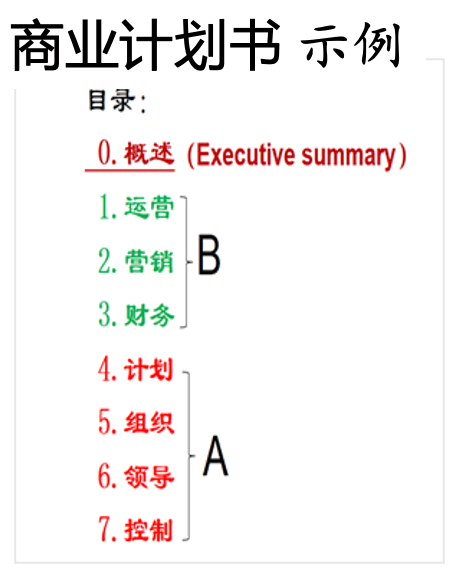 商业计划书 示例
目录：
0.概述（Executive summary）
1.运营
2.营销
B
3.财务
4.计划
5.组织
A
6.领导
7.控制